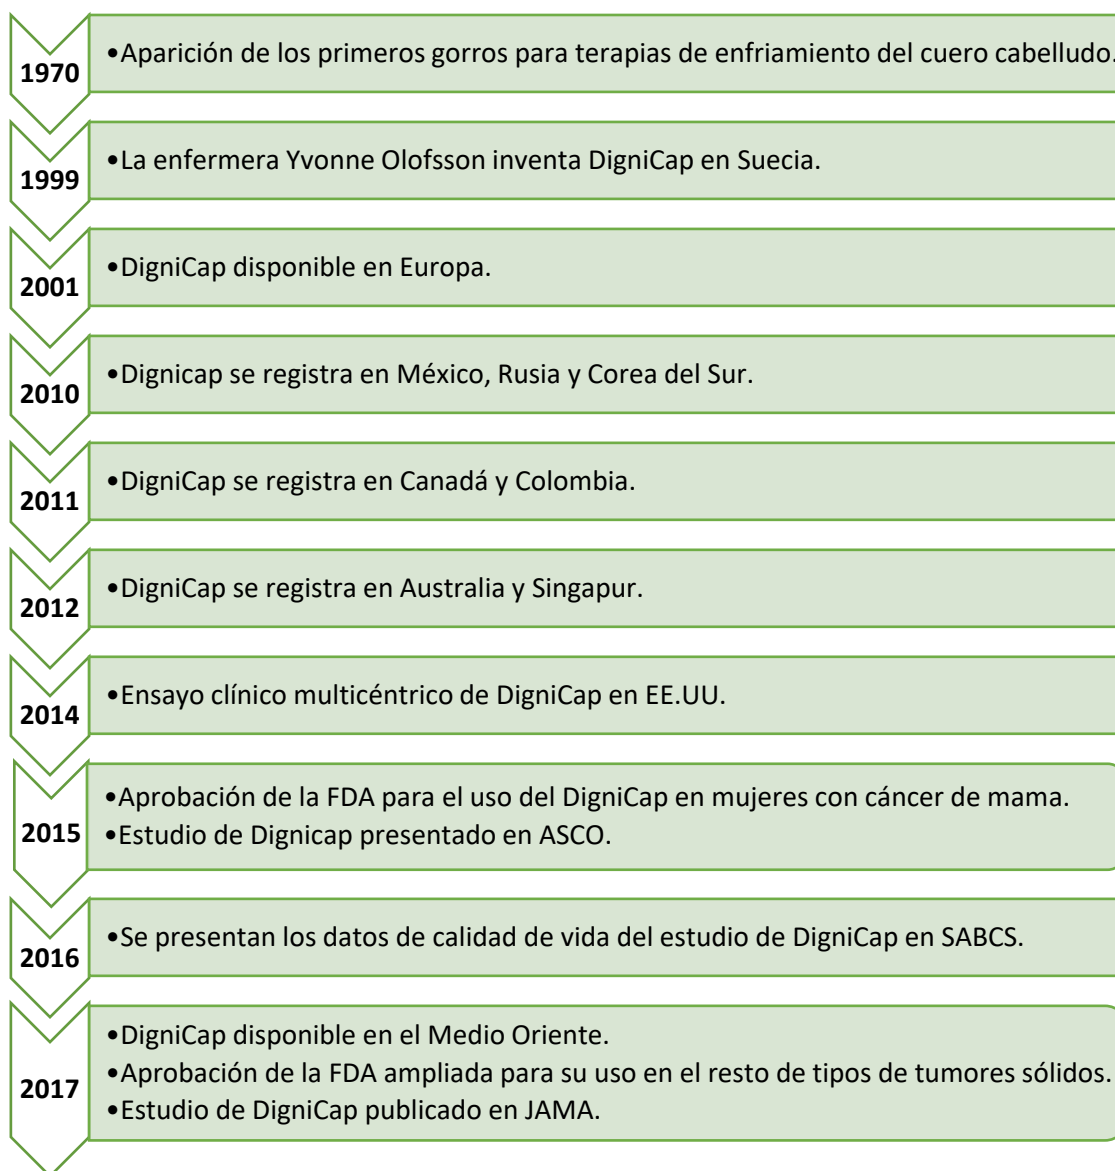 1970
•Aparición de los primeros gorros para terapias de enfriamiento del cuero cabelludo.
1999
•La enfermera Yvonne Olofsson inventa DigniCap en Suecia.
2001
•DigniCap disponible en Europa.
2010
•Dignicap se registra en México, Rusia y Corea del Sur.
2011
•DigniCap se registra en Canadá y Colombia.
2012
•DigniCap se registra en Australia y Singapur.
2014
•Ensayo clínico multicéntrico de DigniCap en EE.UU.
2015
•Aprobación de la FDA para el uso del DigniCap en mujeres con cáncer de mama.
•Estudio de Dignicap presentado en ASCO.
2016
•Se presentan los datos de calidad de vida del estudio de DigniCap en SABCS.
2017
•DigniCap disponible en el Medio Oriente.
•Aprobación de la FDA ampliada para su uso en el resto de tipos de tumores sólidos.
•Estudio de DigniCap publicado en JAMA.